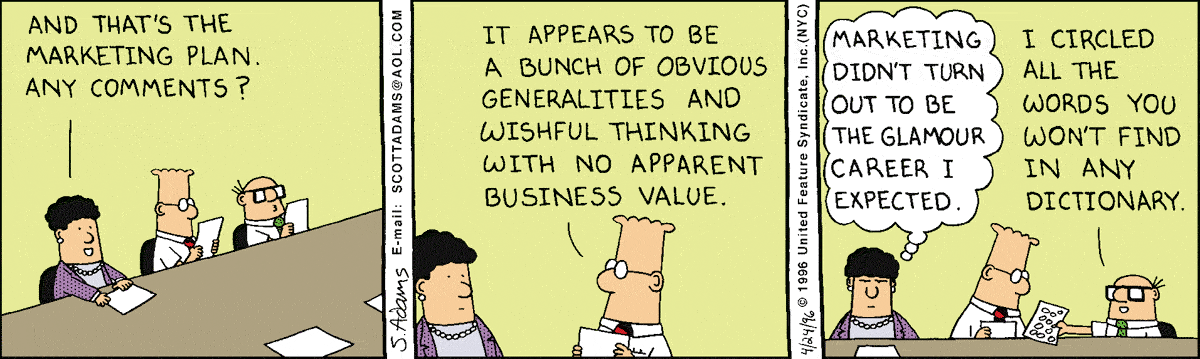 AND THAT'S THE
MARKETING PLAN.
ANY COMMENTS?
S.Adams E-mail: SCOTTADAMS@AOL.COM
IT APPEARS TO BE
A BUNCH OF OBVIOUS
GENERALITIES AND
WISHFUL THINKING
WITH NO APPARENT
BUSINESS VALUE.
4/24/96 © 1996 United Feature Syndicate, Inc.(NYC)
MARKETING
DIDN'T TURN
OUT TO BE
THE GLAMOUR
CAREER I
EXPECTED.
I CIRCLED
ALL THE
WORDS YOU
WON'T FIND
IN ANY
DICTIONARY.